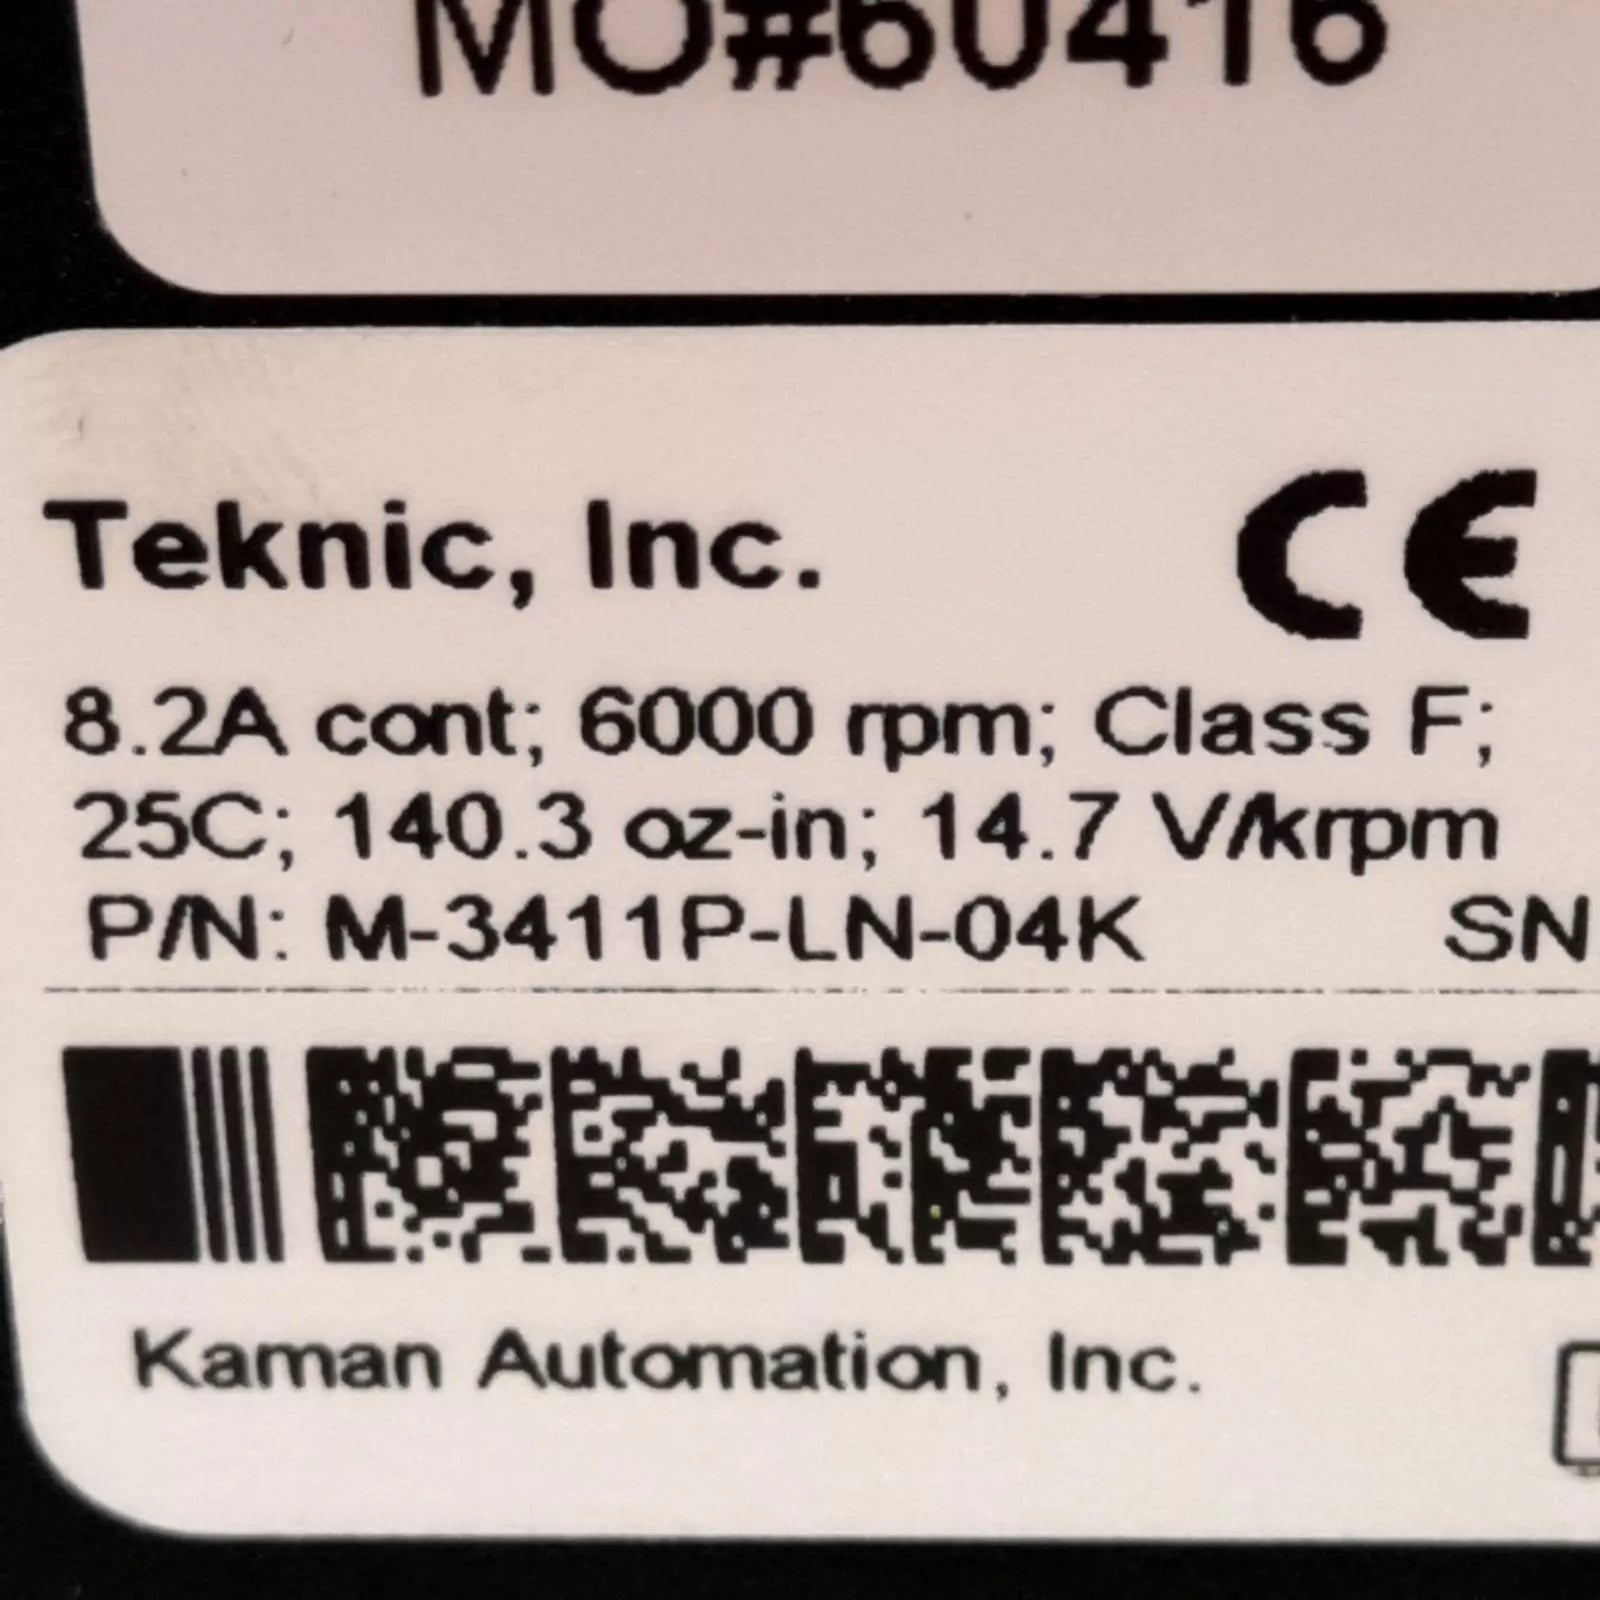 MO#60416
Teknic, Inc. CE
8.2A cont; 6000 rpm; Class F;
25C; 140.3 oz-in; 14.7 V/krpm
P/N: M-3411P-LN-04K SN
Kaman Automation, Inc.